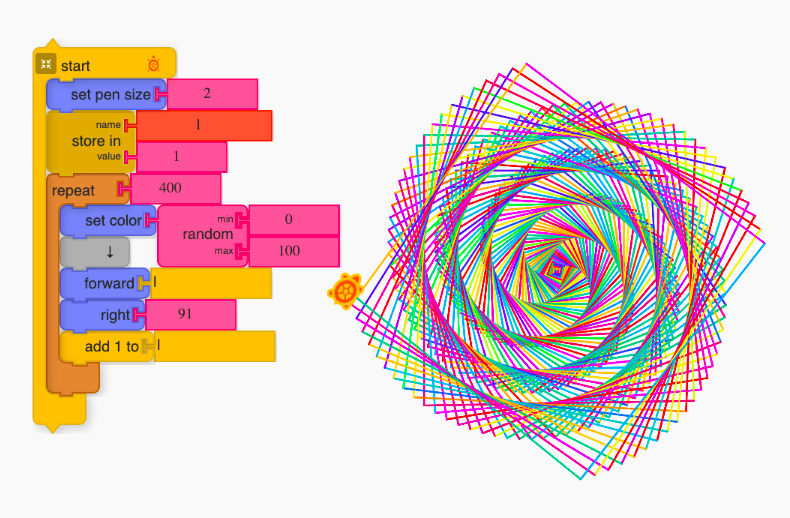 start
set pen size 2
name l
store in
value 1
repeat 400
set color random min 0
max 100
↓
forward l
right 91
add 1 to l